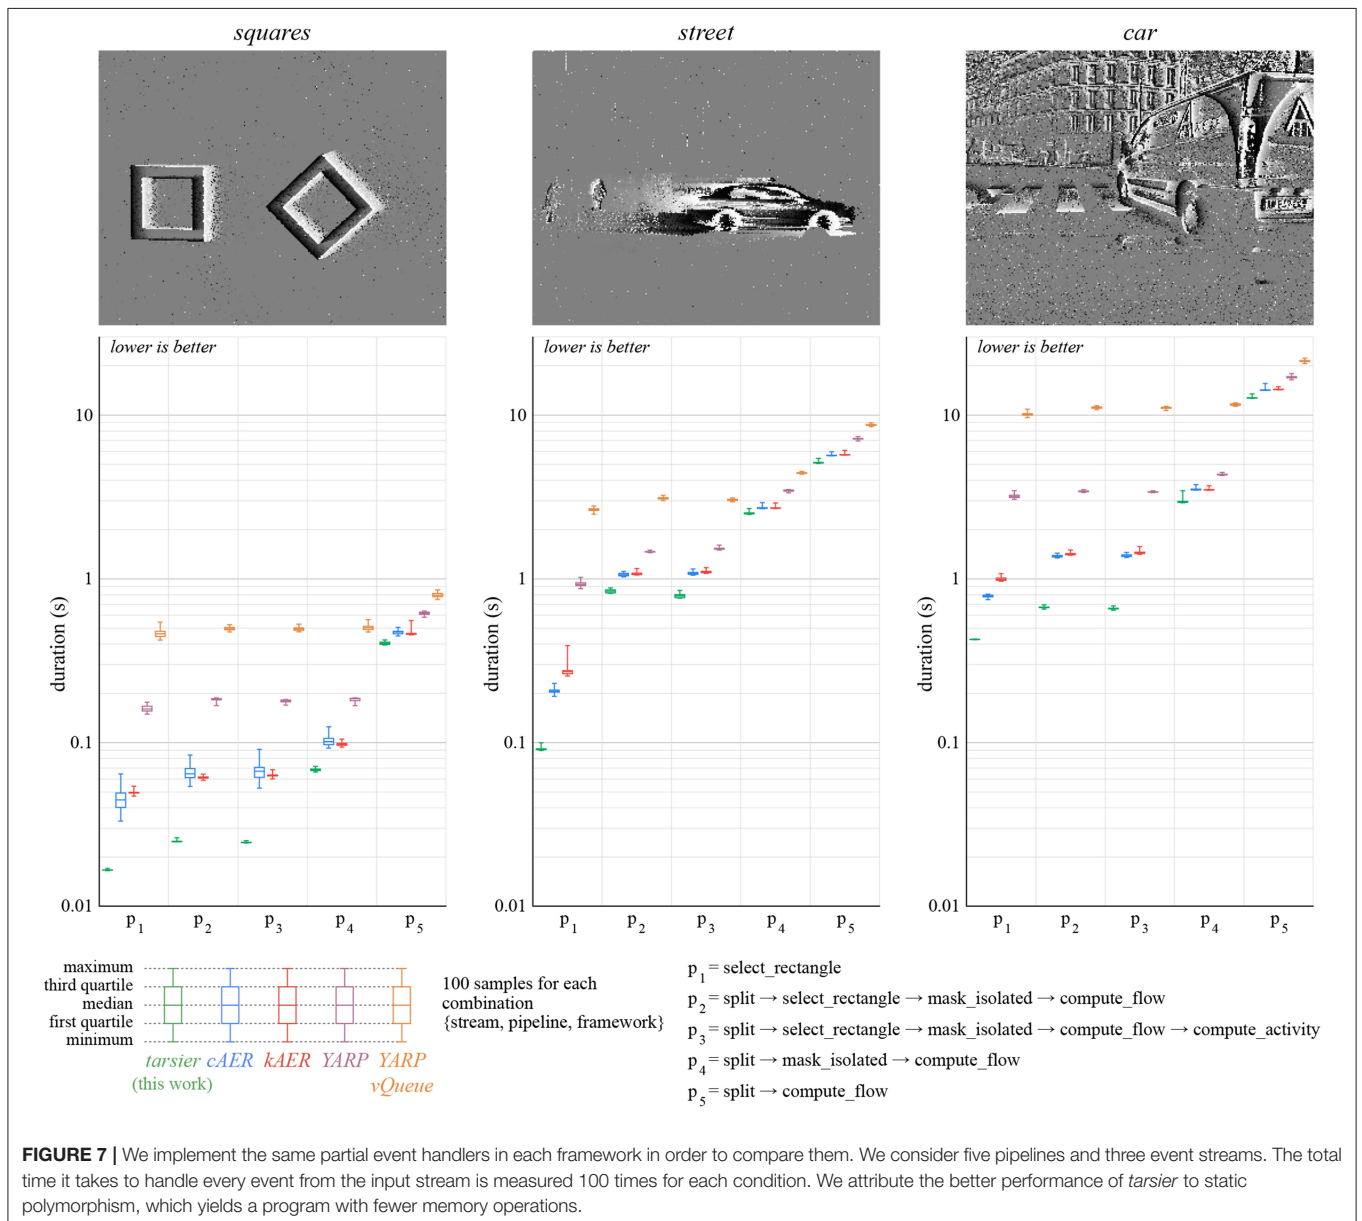 squares
street
car
lower is better
lower is better
lower is better
10
1
0.1
0.01
duration (s)
p1 p2 p3 p4 p5
10
1
0.1
0.01
duration (s)
p1 p2 p3 p4 p5
10
1
0.1
0.01
duration (s)
p1 p2 p3 p4 p5
maximum
third quartile
median
first quartile
minimum
tarsier
(this work)
cAER
kAER
YARP
YARP
vQueue
100 samples for each
combination
{stream, pipeline, framework}
p1 = select_rectangle
p2 = split → select_rectangle → mask_isolated → compute_flow
p3 = split → select_rectangle → mask_isolated → compute_flow → compute_activity
p4 = split → mask_isolated → compute_flow
p5 = split → compute_flow
FIGURE 7 | We implement the same partial event handlers in each framework in order to compare them. We consider five pipelines and three event streams. The total
time it takes to handle every event from the input stream is measured 100 times for each condition. We attribute the better performance of tarsier to static
polymorphism, which yields a program with fewer memory operations.